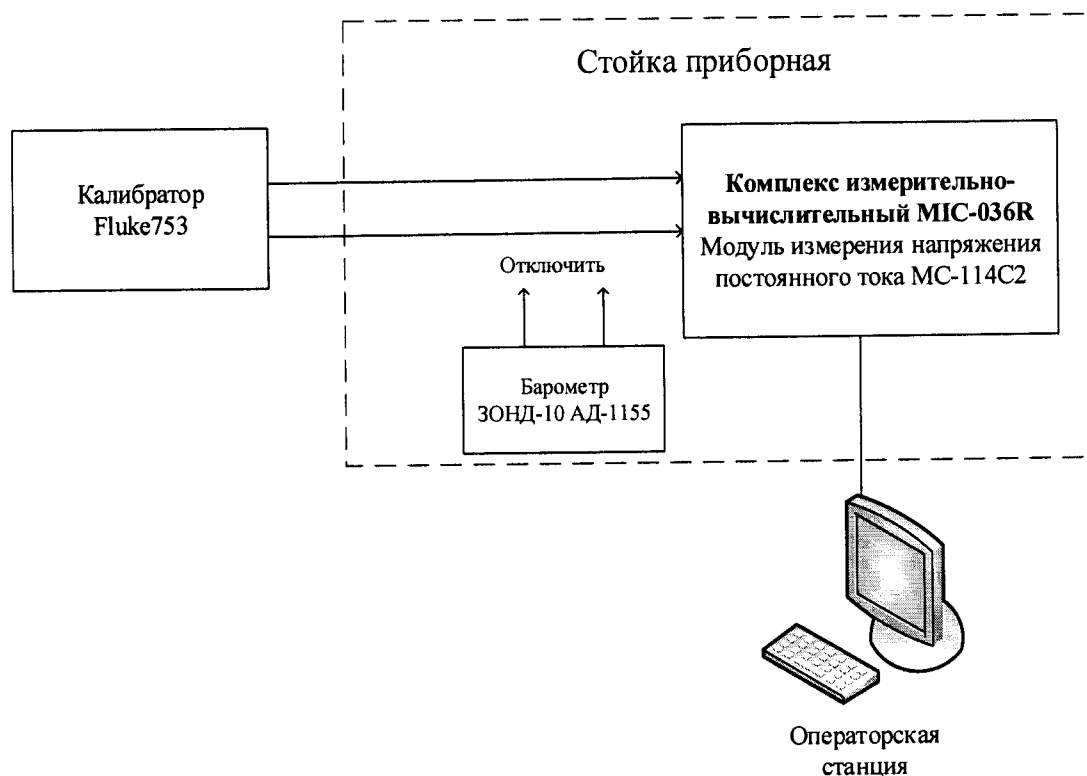 Стойка приборная
Калибратор
Fluke753
Комплекс измерительно-
вычислительный MIC-036R
Модуль измерения напряжения
постоянного тока МС-114С2
Отключить
Барометр
ЗОНД-10 АД-1155
Операторская
станция